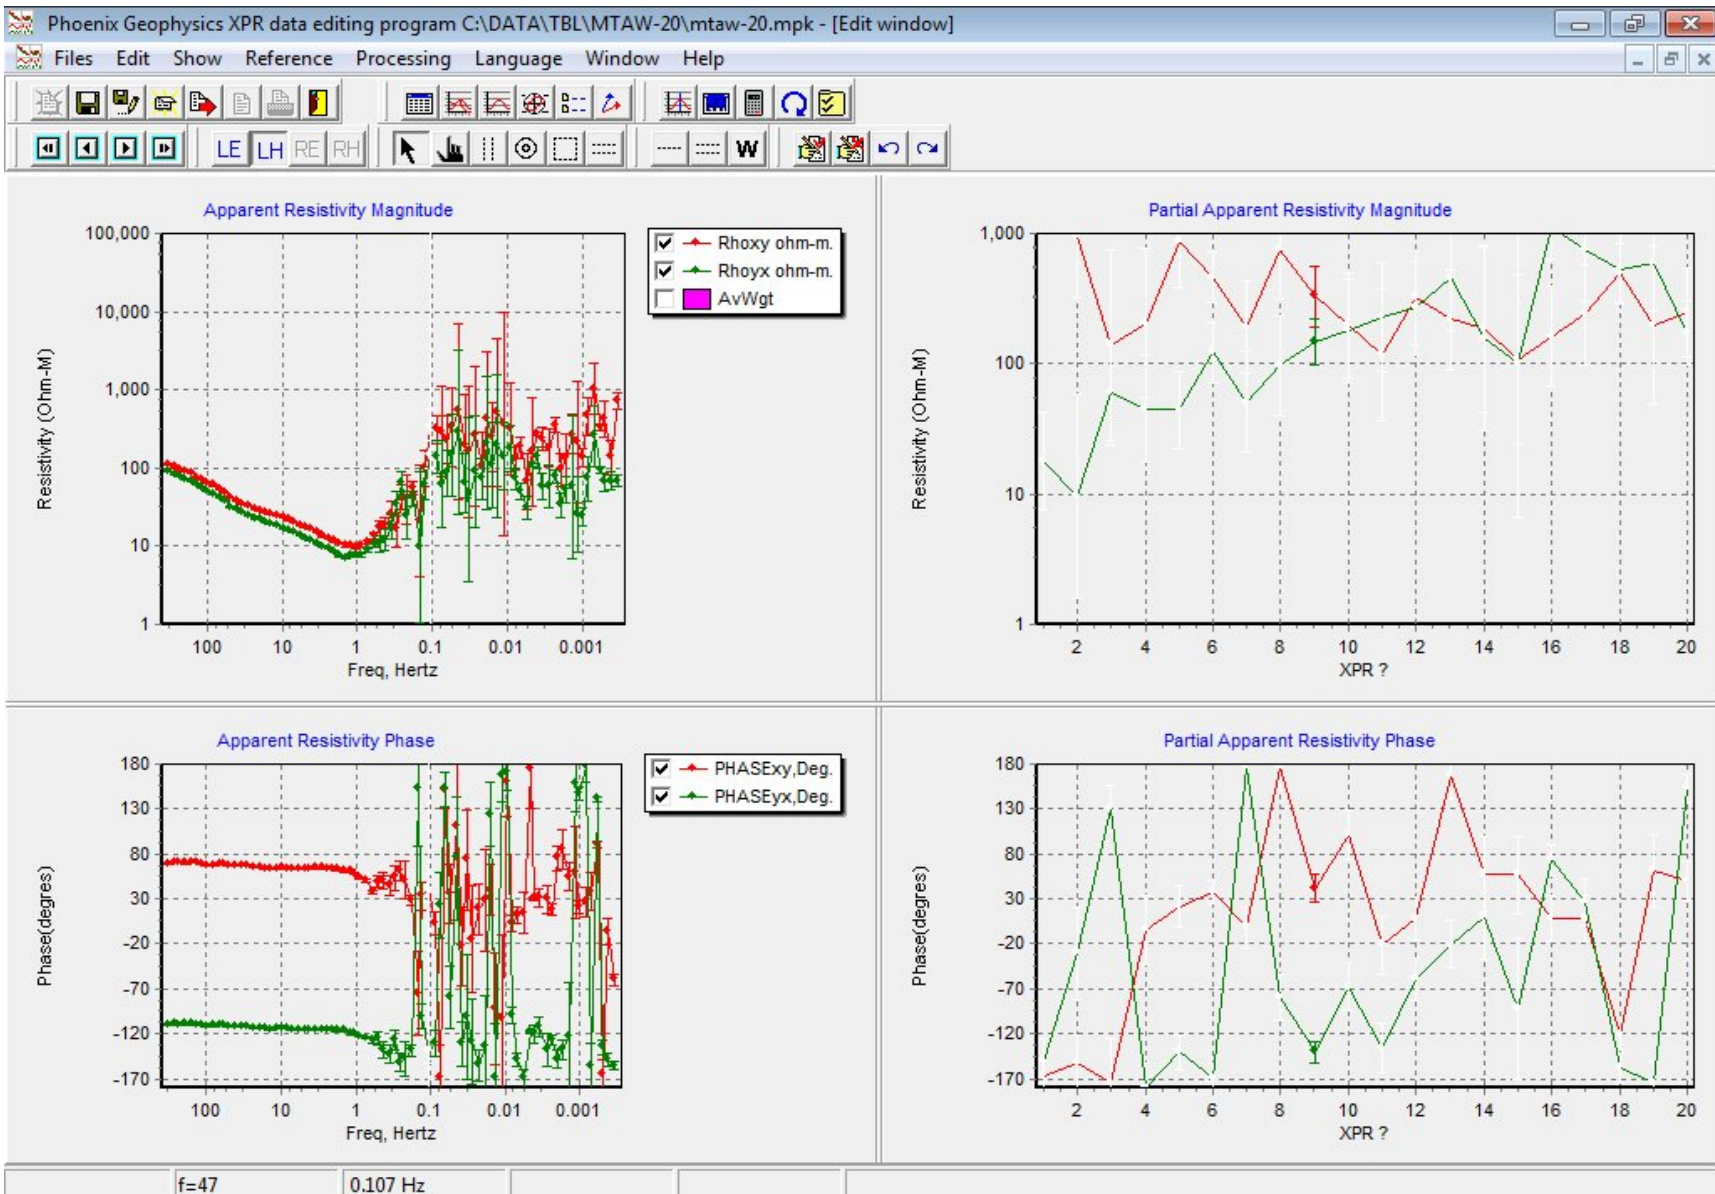 Phoenix Geophysics XPR data editing program C:\DATA\TBL\MTAW-20\mtaw-20.mpk - [Edit window]
Files Edit Show Reference Processing Language Window Help
LE LH RE RH W
Apparent Resistivity Magnitude
100,000
10,000
1,000
100
10
1
Resistivity (Ohm-M)
100 10 1 0.1 0.01 0.001
Freq, Hertz
Rhoxy ohm-m.
Rhoyx ohm-m.
AvWgt
Partial Apparent Resistivity Magnitude
1,000
100
10
1
Resistivity (Ohm-M)
2 4 6 8 10 12 14 16 18 20
XPR ?
Apparent Resistivity Phase
180
130
80
30
-20
-70
-120
-170
Phase(degrees)
100 10 1 0.1 0.01 0.001
Freq, Hertz
PHASExy,Deg.
PHASEyx,Deg.
Partial Apparent Resistivity Phase
180
130
80
30
-20
-70
-120
-170
Phase(degrees)
2 4 6 8 10 12 14 16 18 20
XPR ?
f=47 0.107 Hz